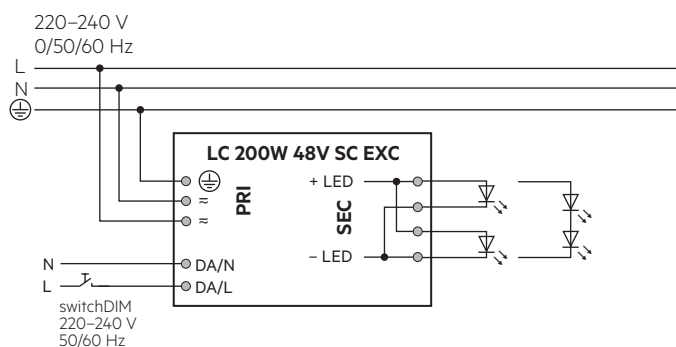 220–240 V
0/50/60 Hz
L
N
LC 200W 48V SC EXC
PRI
+ LED
SEC
– LED
N
DA/N
L
DA/L
switchDIM
220–240 V
50/60 Hz